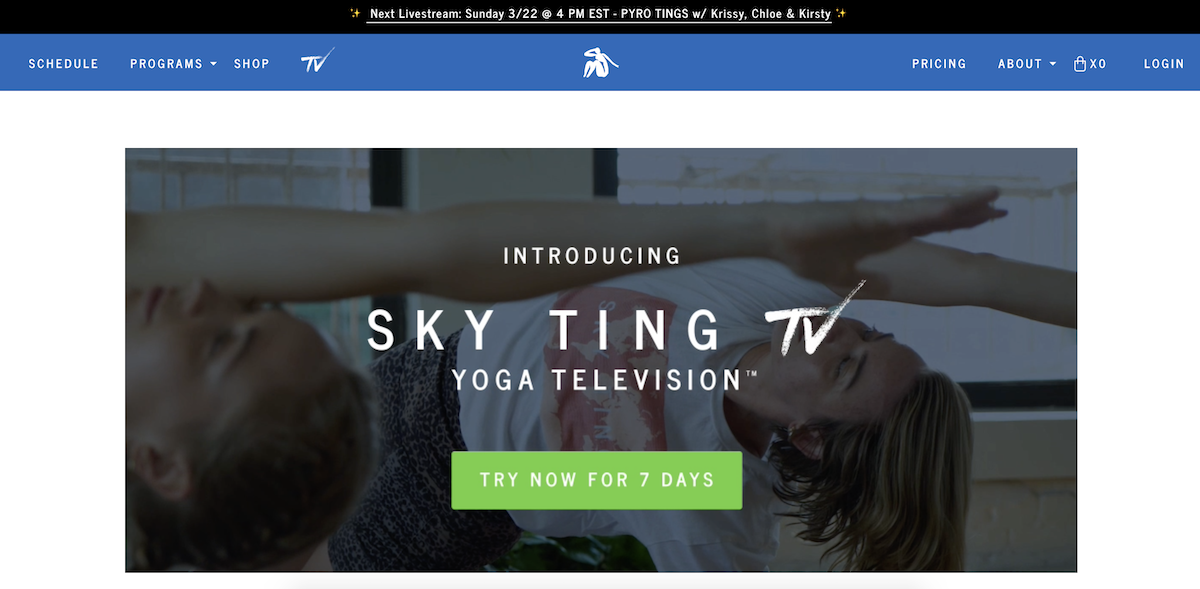 ✨ Next Livestream: Sunday 3/22 @ 4 PM EST - PYRO TINGS w/ Krissy, Chloe & Kirsty ✨
SCHEDULE PROGRAMS SHOP TV PRICING ABOUT X0 LOGIN
INTRODUCING
SKY TING TV
YOGA TELEVISION™
TRY NOW FOR 7 DAYS